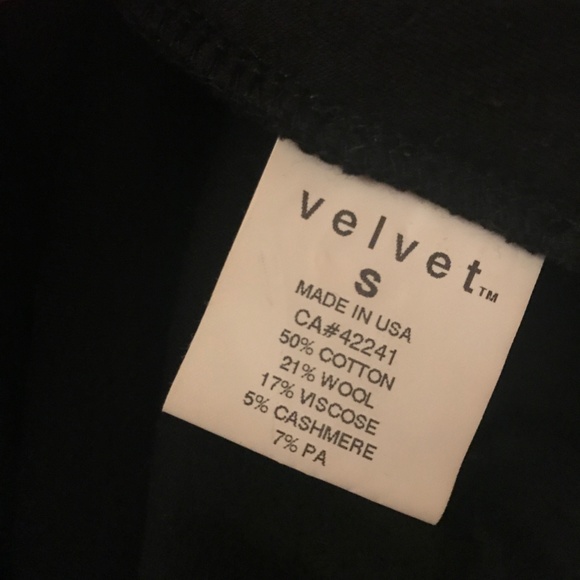 velvet™
S
MADE IN USA
CA#42241
50% COTTON
21% WOOL
17% VISCOSE
5% CASHMERE
7% PA